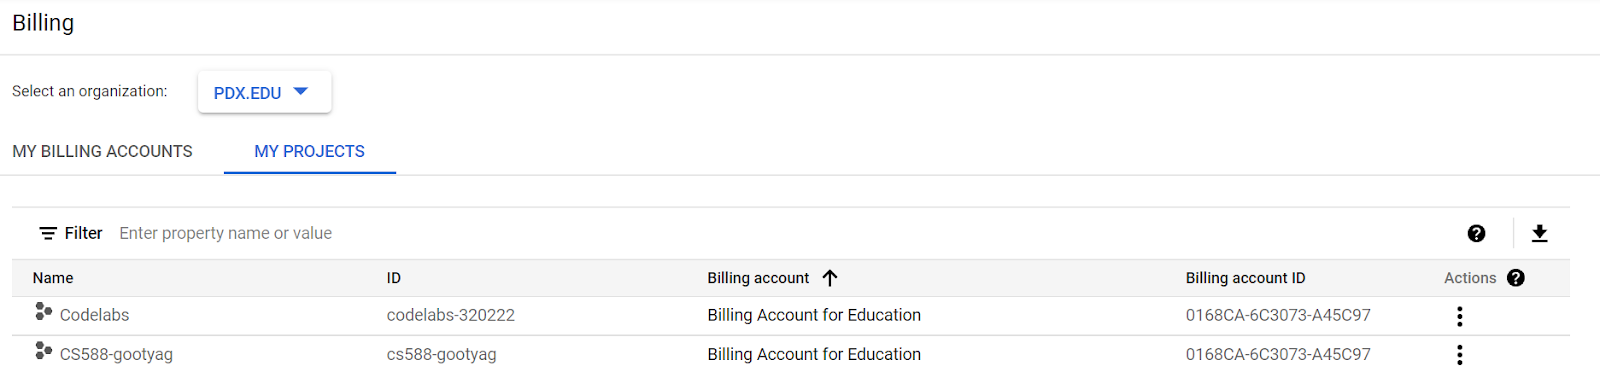 Billing
Select an organization: PDX.EDU
MY BILLING ACCOUNTS MY PROJECTS
Filter Enter property name or value
Name ID Billing account Billing account ID Actions
Codelabs codelabs-320222 Billing Account for Education 0168CA-6C3073-A45C97
CS588-gootyag cs588-gootyag Billing Account for Education 0168CA-6C3073-A45C97